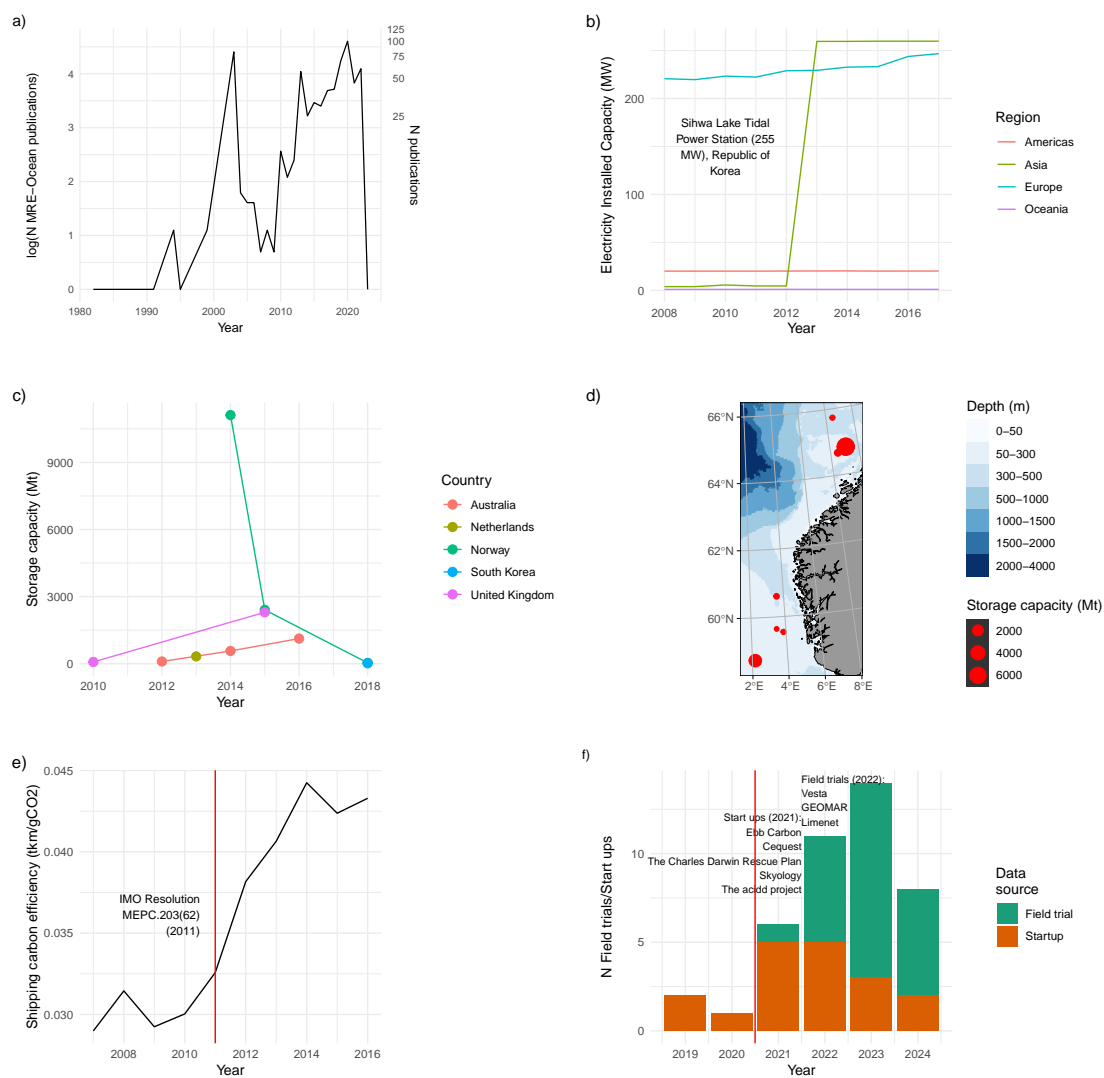 a)
log(N MRE−Ocean publications)
4
3
2
1
0
125
100
75
50
25
N publications
1980
1990
2000
2010
2020
Year
b)
Electricity Installed Capacity (MW)
200
100
0
Sihwa Lake Tidal
Power Station (255
MW), Republic of
Korea
2008
2010
2012
2014
2016
Year
Region
Americas
Asia
Europe
Oceania
c)
Storage capacity (Mt)
9000
6000
3000
0
2010
2012
2014
2016
2018
Year
Country
Australia
Netherlands
Norway
South Korea
United Kingdom
d)
66°N
64°N
62°N
60°N
2°E
4°E
6°E
8°E
Depth (m)
0−50
50−300
300−500
500−1000
1000−1500
1500−2000
2000−4000
Storage capacity (Mt)
2000
4000
6000
e)
Shipping carbon efficiency (tkm/gCO2)
0.045
0.040
0.035
0.030
IMO Resolution
MEPC.203(62)
(2011)
2008
2010
2012
2014
2016
Year
f)
N Field trials/Start ups
10
5
0
Field trials (2022):
Vesta
GEOMAR
Limenet
Start ups (2021):
Ebb Carbon
Cequest
The Charles Darwin Rescue Plan
Skyology
The acidd project
2019
2020
2021
2022
2023
2024
Year
Data
source
Field trial
Startup